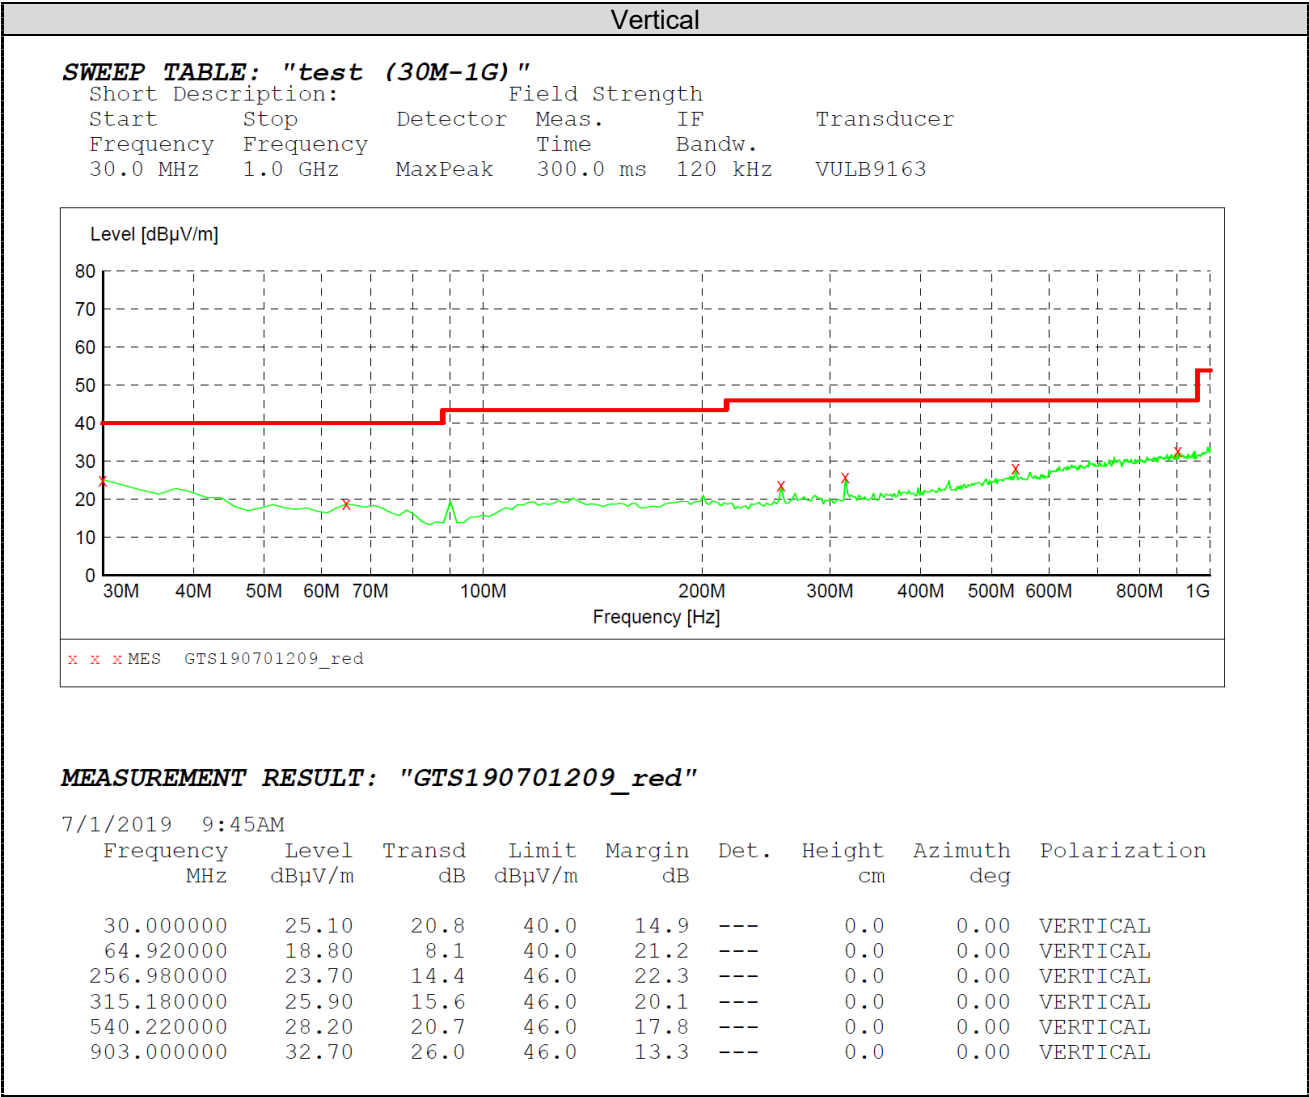 Vertical
SWEEP TABLE: "test (30M-1G)"
Short Description: Field Strength
Start Stop Detector Meas. IF Transducer
Frequency Frequency Time Bandw.
30.0 MHz 1.0 GHz MaxPeak 300.0 ms 120 kHz VULB9163
Level [dBµV/m]
80
70
60
50
40
30
20
10
0
30M 40M 50M 60M 70M 100M 200M 300M 400M 500M 600M 800M 1G
Frequency [Hz]
x x x MES GTS190701209_red
MEASUREMENT RESULT: "GTS190701209_red"
7/1/2019 9:45AM
Frequency Level Transd Limit Margin Det. Height Azimuth Polarization
MHz dBµV/m dB dBµV/m dB cm deg
30.000000 25.10 20.8 40.0 14.9 --- 0.0 0.00 VERTICAL
64.920000 18.80 8.1 40.0 21.2 --- 0.0 0.00 VERTICAL
256.980000 23.70 14.4 46.0 22.3 --- 0.0 0.00 VERTICAL
315.180000 25.90 15.6 46.0 20.1 --- 0.0 0.00 VERTICAL
540.220000 28.20 20.7 46.0 17.8 --- 0.0 0.00 VERTICAL
903.000000 32.70 26.0 46.0 13.3 --- 0.0 0.00 VERTICAL